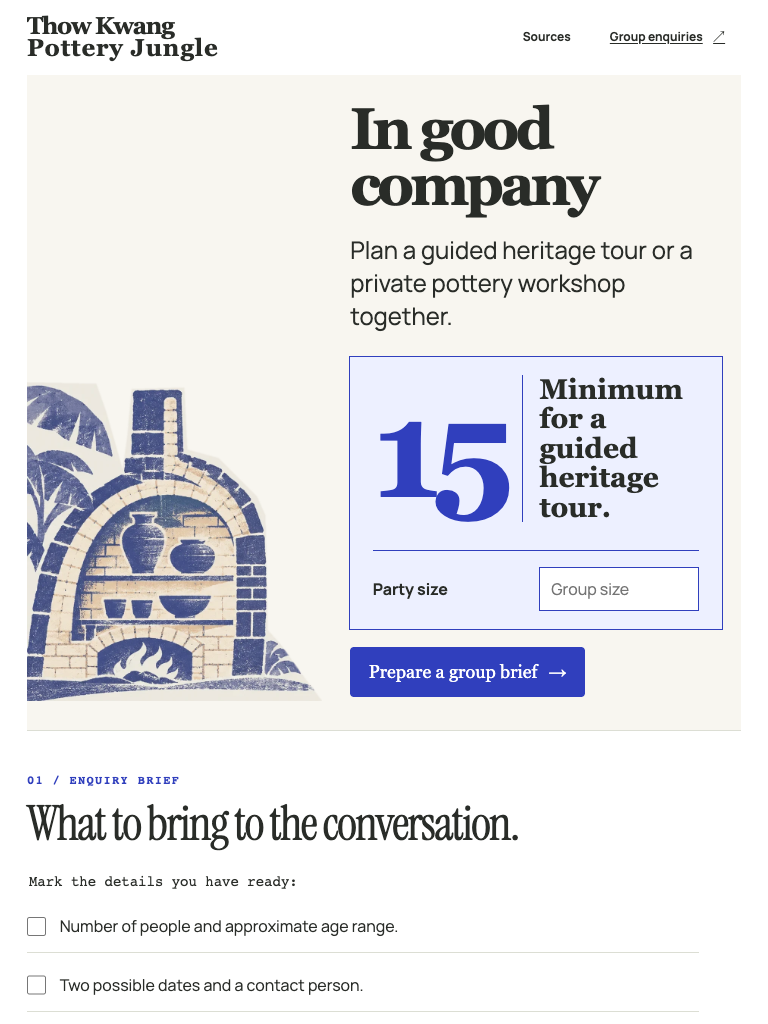 Thow Kwang
Pottery Jungle
Sources
Group enquiries ↗
In good
company
Plan a guided heritage tour or a
private pottery workshop
together.
15
Minimum
for a
guided
heritage
tour.
Party size
Group size
Prepare a group brief →
01 / ENQUIRY BRIEF
What to bring to the conversation.
Mark the details you have ready:
Number of people and approximate age range.
Two possible dates and a contact person.